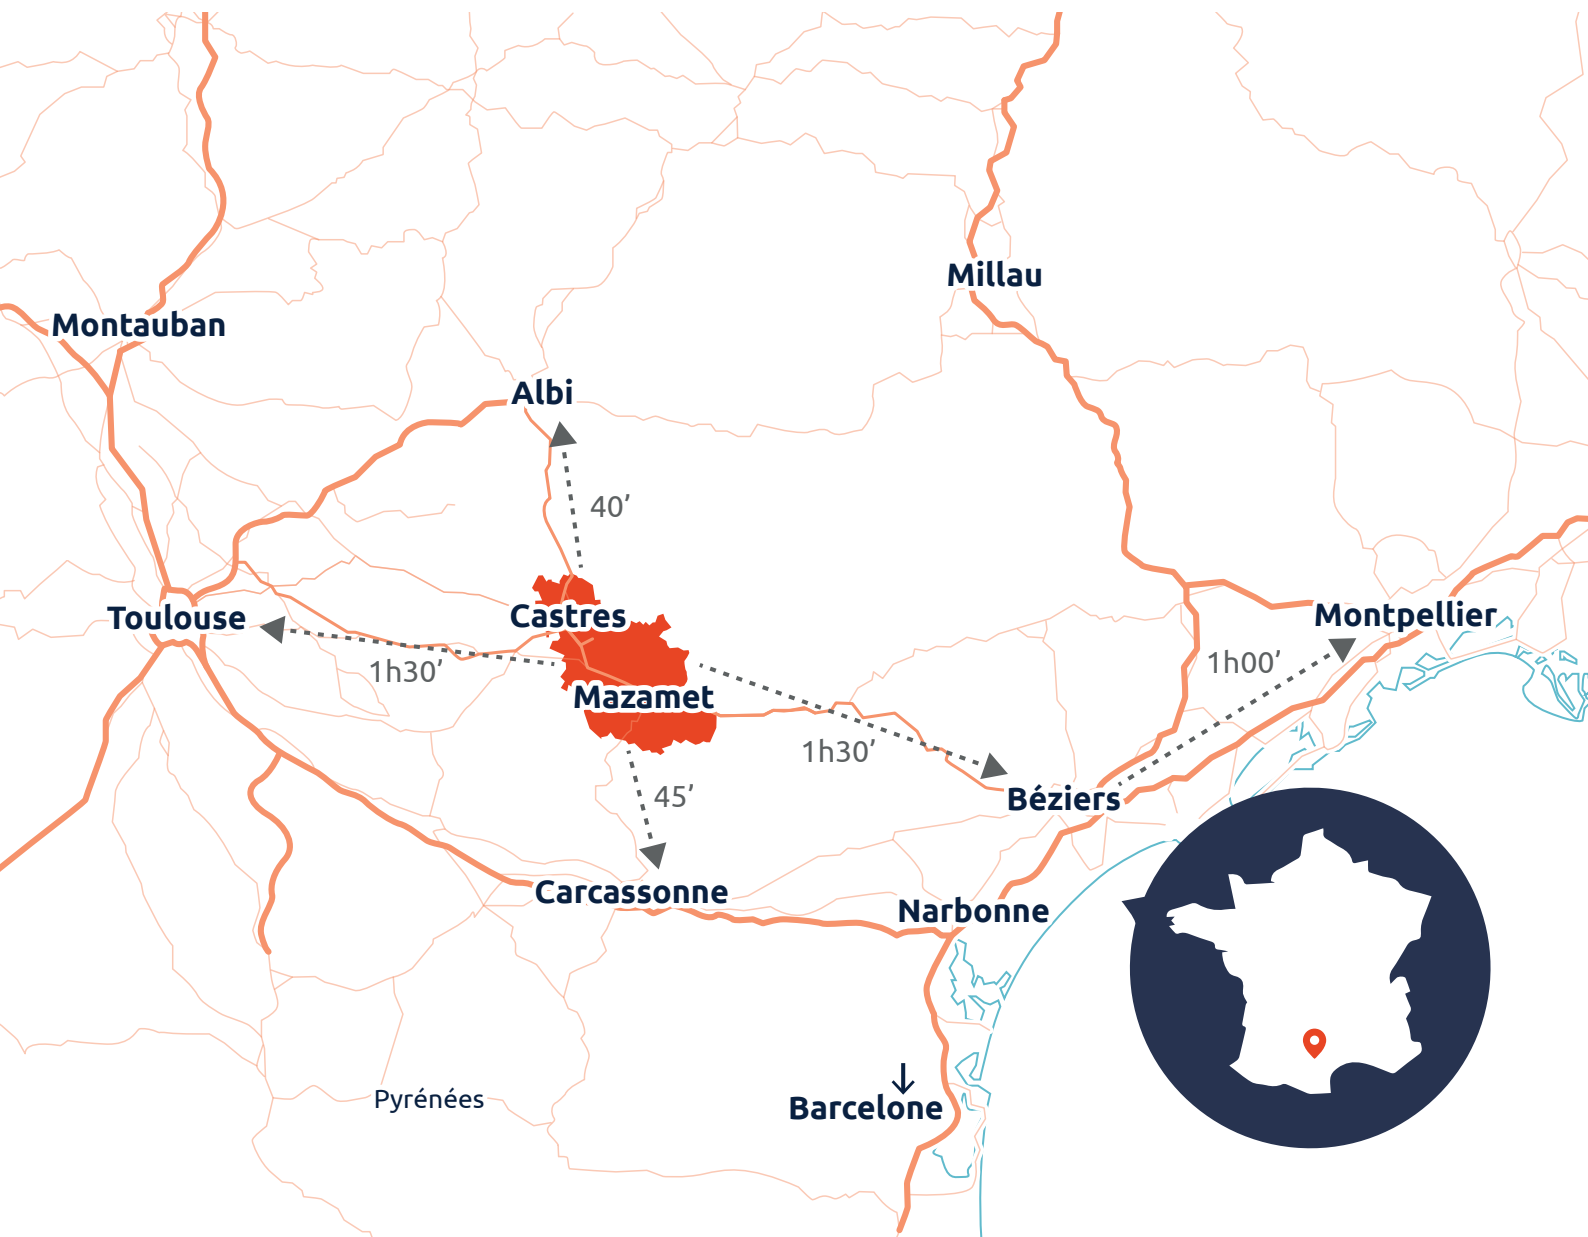 Millau
Montauban
Albi
40’
Castres
Toulouse
Montpellier
1h30’
1h00’
Mazamet
1h30’
45’
Béziers
Carcassonne
Narbonne
Pyrénées
Barcelone